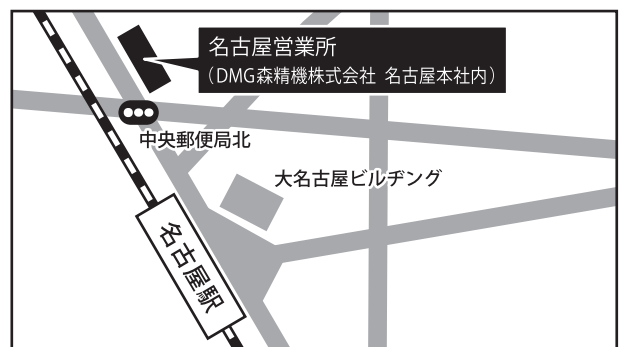 名古屋営業所
（DMG森精機株式会社 名古屋本社内）
中央郵便局北
大名古屋ビルヂング
名古屋駅